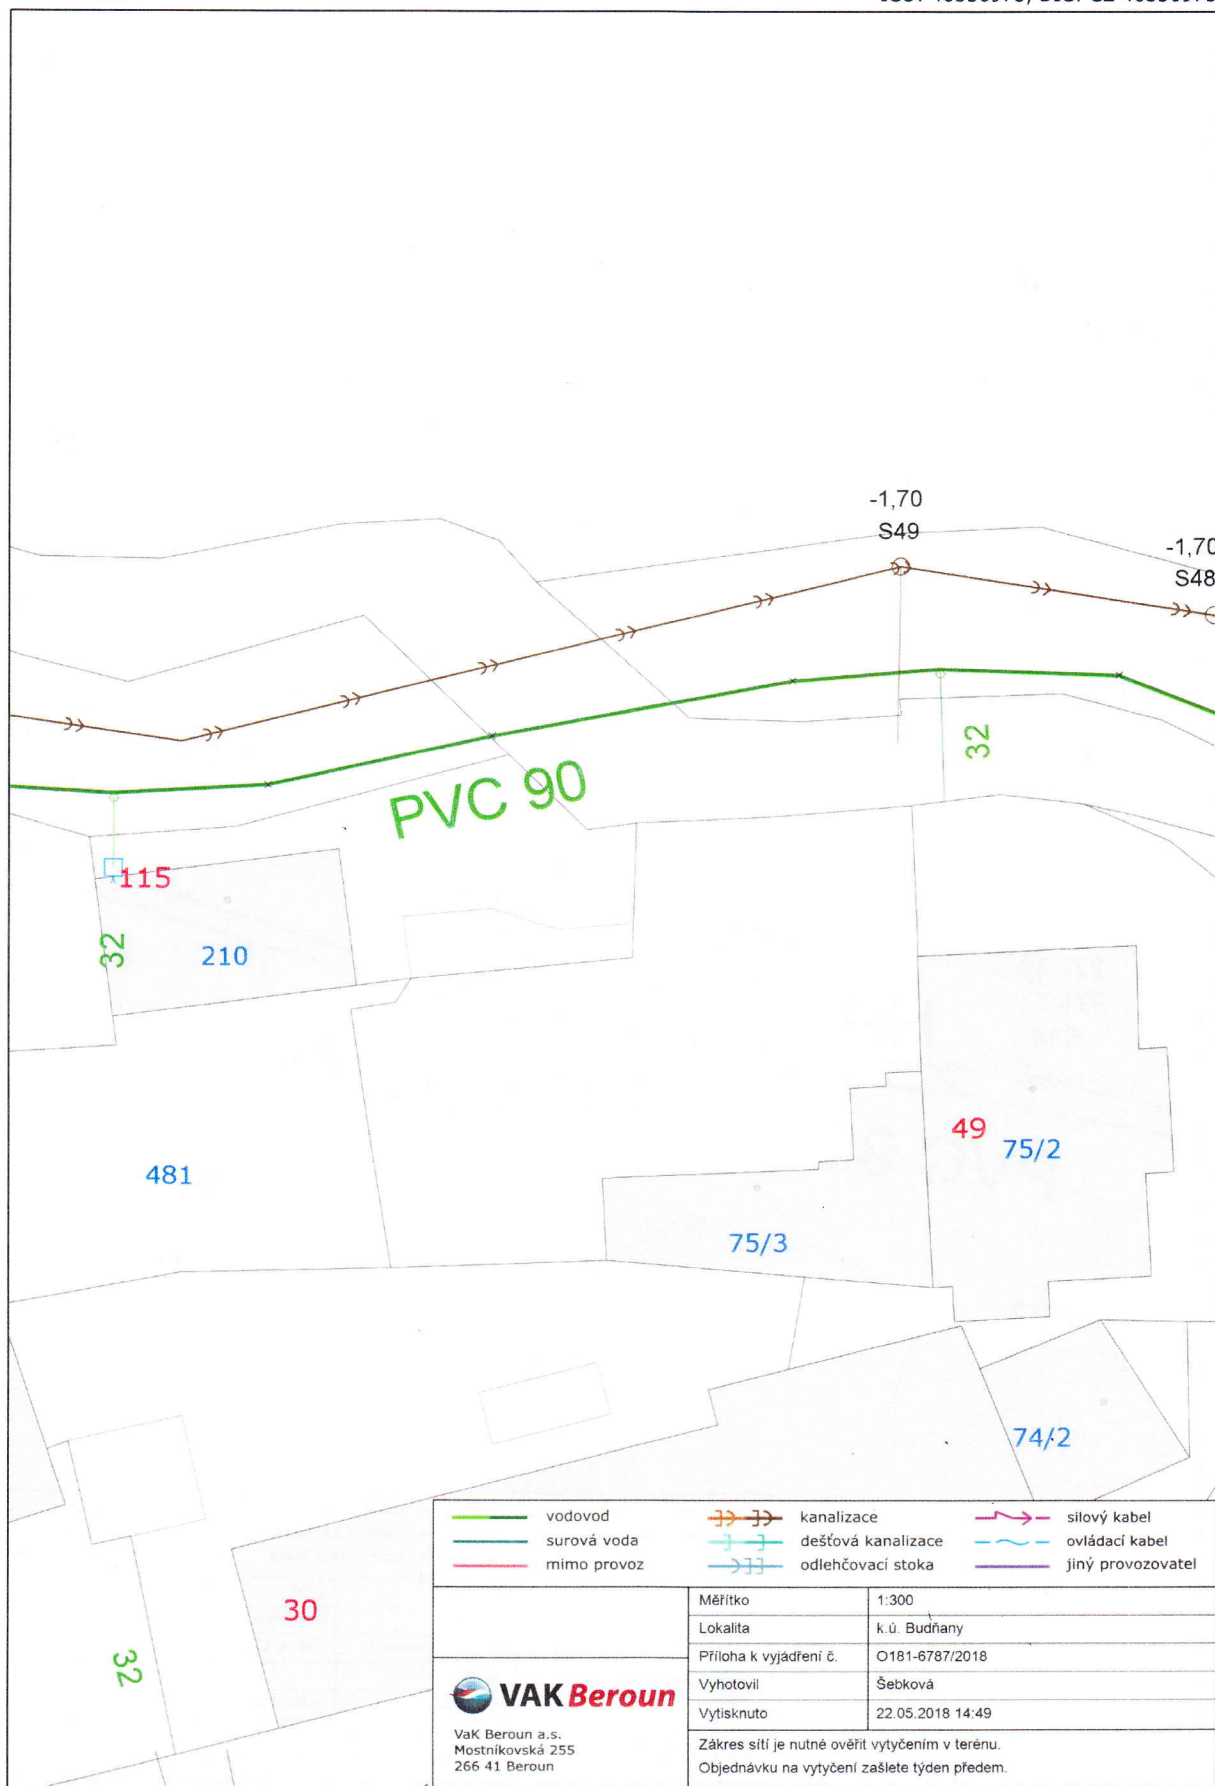 -1,70
S49
-1,70
S48
32
PVC 90
115
32
210
49
75/2
481
75/3
74/2
30
32
vodovod
surová voda
mimo provoz
kanalizace
dešťová kanalizace
odlehčovací stoka
silový kabel
ovládací kabel
jiný provozovatel
Měřítko 1:300
Lokalita k.ú. Budňany
Příloha k vyjádření č. O181-6787/2018
Vyhotovil Šebková
Vytisknuto 22.05.2018 14:49
VAK Beroun
VaK Beroun a.s.
Mostníkovská 255
266 41 Beroun
Zákres sítí je nutné ověřit vytyčením v terénu.
Objednávku na vytyčení zašlete týden předem.